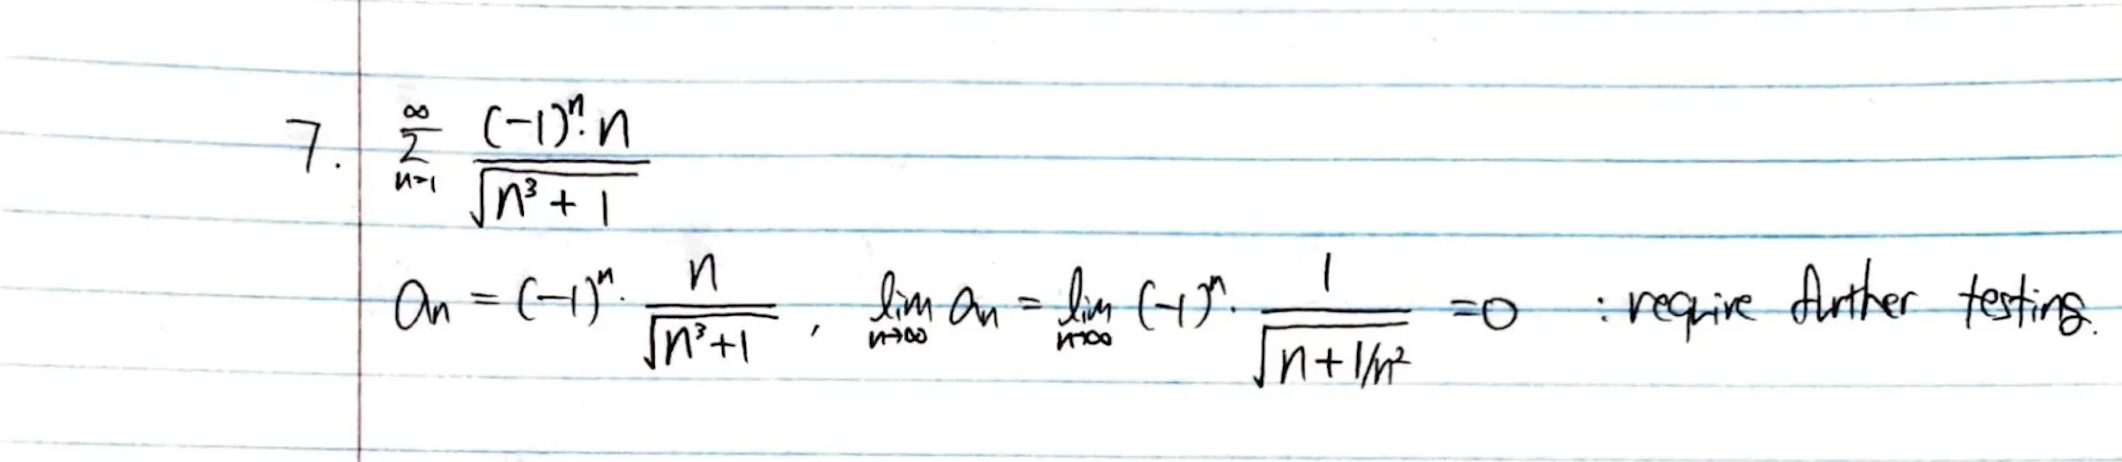 7. \sum_{n=1}^{\infty} \frac{(-1)^n \cdot n}{\sqrt{n^3+1}}
a_n = (-1)^n \cdot \frac{n}{\sqrt{n^3+1}}, \lim_{n \to \infty} a_n = \lim_{n \to \infty} (-1)^n \cdot \frac{1}{\sqrt{n+1/n^2}} = 0 : require further testing.